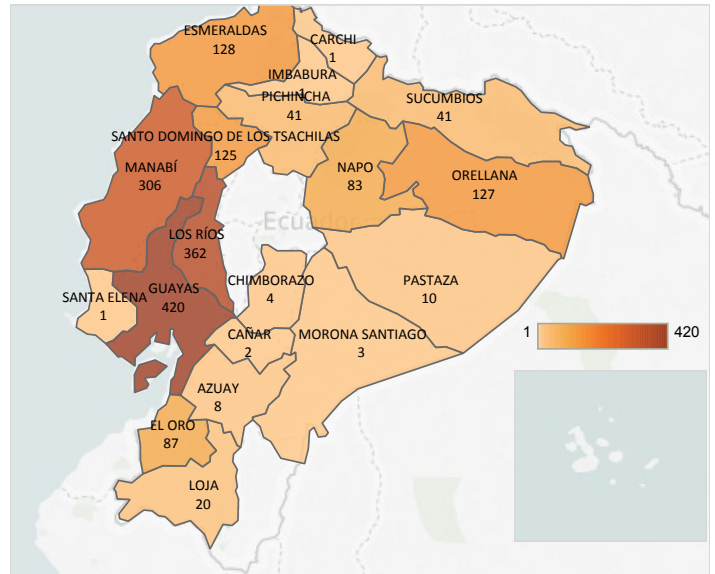 ESMERALDAS
128
CARCHI
1
IMBABURA
1
PICHINCHA
41
SUCUMBIOS
41
SANTO DOMINGO DE LOS TSACHILAS
125
MANABÍ
306
NAPO
83
ORELLANA
127
Ecuador
LOS RÍOS
362
SANTA ELENA
1
GUAYAS
420
CHIMBORAZO
4
PASTAZA
10
CAÑAR
2
MORONA SANTIAGO
3
1
420
AZUAY
8
EL ORO
87
LOJA
20